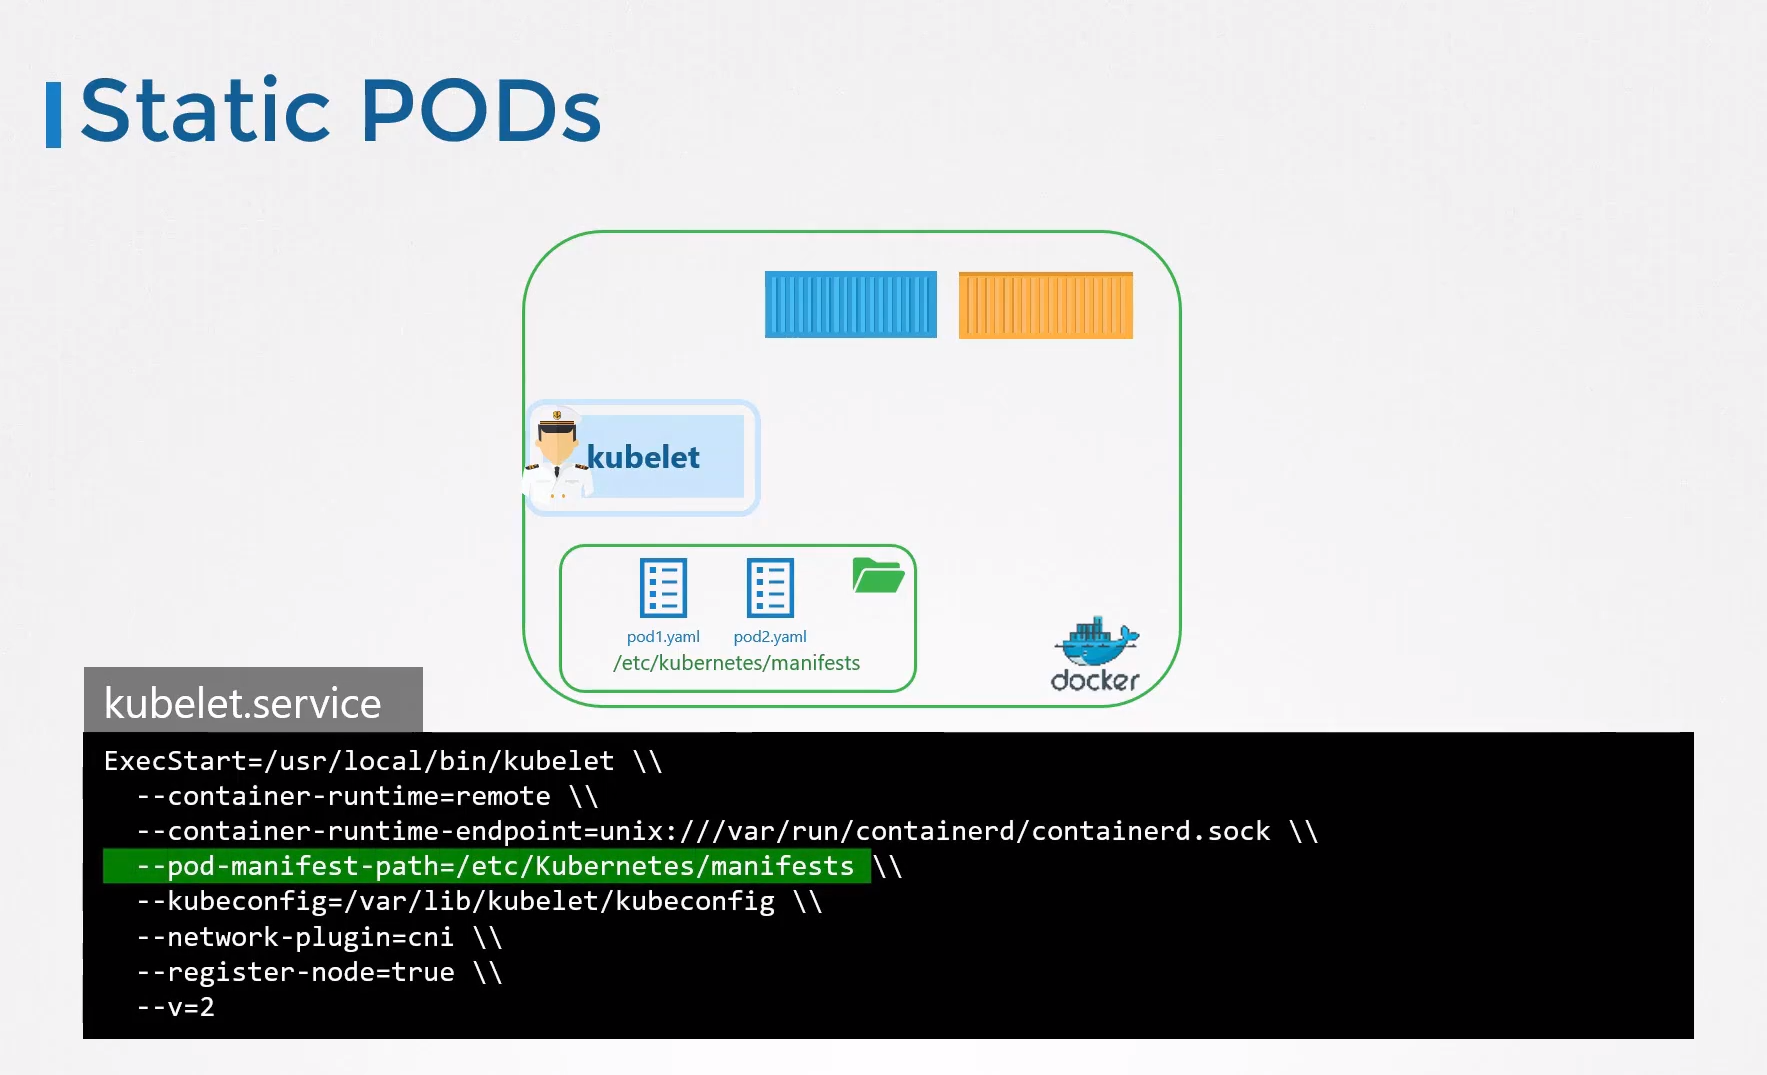 Static PODs
kubelet
pod1.yaml pod2.yaml
/etc/kubernetes/manifests
docker
kubelet.service
ExecStart=/usr/local/bin/kubelet \\
--container-runtime=remote \\
--container-runtime-endpoint=unix:///var/run/containerd/containerd.sock \\
--pod-manifest-path=/etc/Kubernetes/manifests \\
--kubeconfig=/var/lib/kubelet/kubeconfig \\
--network-plugin=cni \\
--register-node=true \\
--v=2